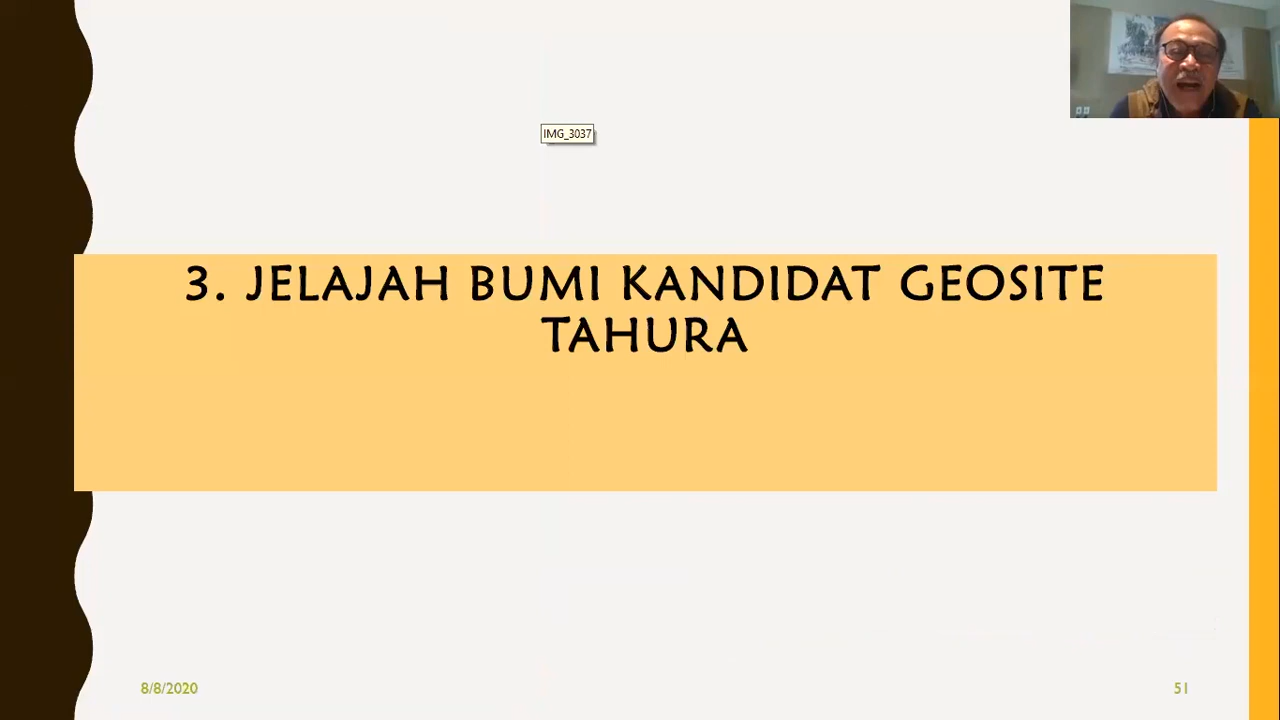 IMG_3037
3. JELAJAH BUMI KANDIDAT GEOSITE
TAHURA
8/8/2020
51